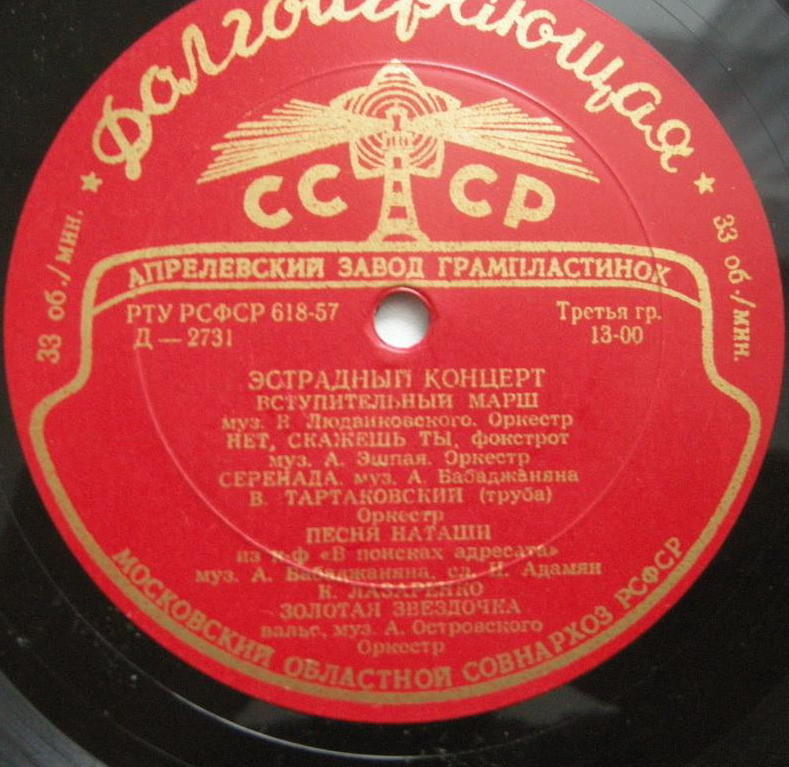 Долгоиграющая
СССР
33 об./мин.
33 об./мин.
АПРЕЛЕВСКИЙ ЗАВОД ГРАМПЛАСТИНОК
РТУ РСФСР 618-57
Третья гр.
Д — 2731
13-00
ЭСТРАДНЫЙ КОНЦЕРТ
ВСТУПИТЕЛЬНЫЙ МАРШ
муз. Людвиковского. Оркестр
НЕТ, СКАЖЕШЬ ТЫ, фокстрот
муз. А. Эшпая. Оркестр
СЕРЕНАДА, муз. А. Бабаджаняна
В. ТАРТАКОВСКИЙ (труба)
Оркестр
ПЕСНЯ НАТАШИ
из к-ф «В поисках адресата»
муз. А. Бабаджаняна, сл. Адамян
ЛАЗАРЕНКО
ЗОЛОТАЯ ЗВЕЗДОЧКА
вальс, муз. А. Островского
Оркестр
МОСКОВСКИЙ ОБЛАСТНОЙ СОВНАРХОЗ РСФСР